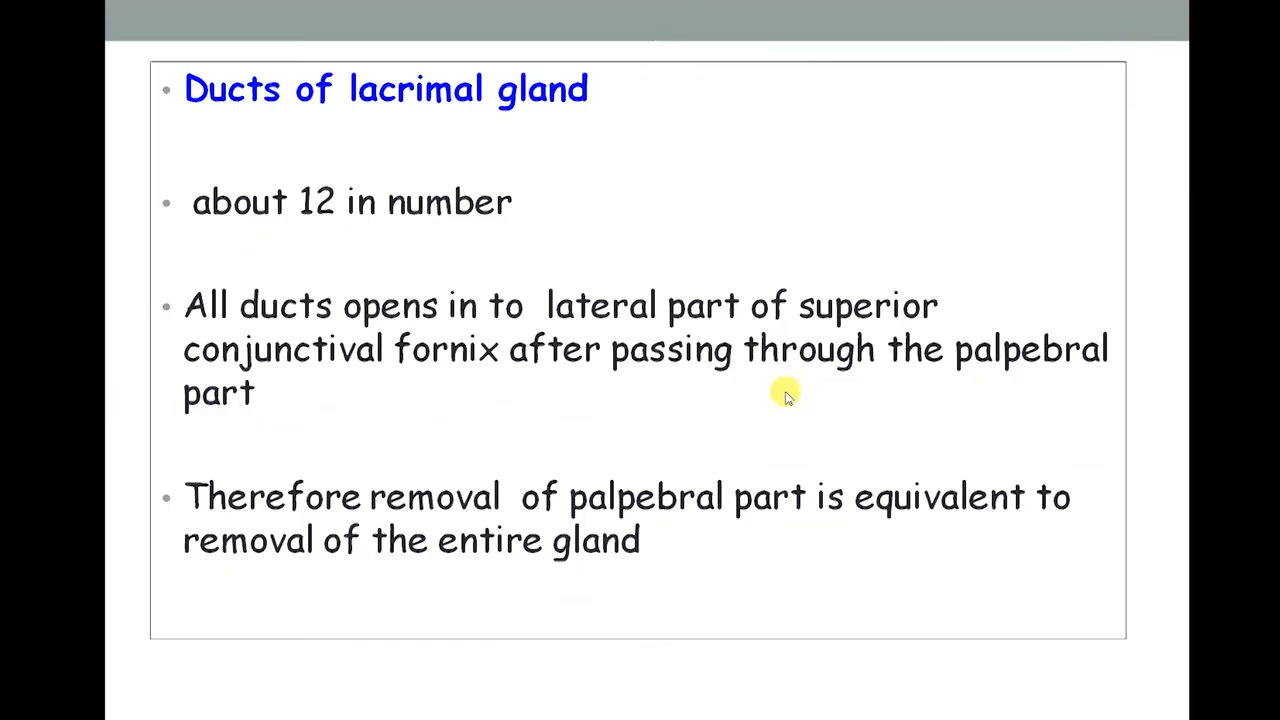 • Ducts of lacrimal gland
• about 12 in number
• All ducts opens in to lateral part of superior
conjunctival fornix after passing through the palpebral
part
• Therefore removal of palpebral part is equivalent to
removal of the entire gland